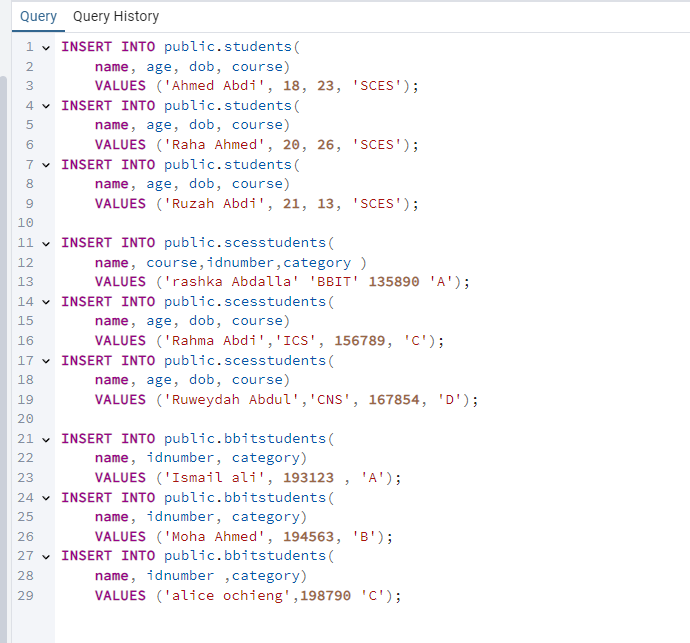 Query Query History
1 INSERT INTO public.students(
2 name, age, dob, course)
3 VALUES ('Ahmed Abdi', 18, 23, 'SCES');
4 INSERT INTO public.students(
5 name, age, dob, course)
6 VALUES ('Raha Ahmed', 20, 26, 'SCES');
7 INSERT INTO public.students(
8 name, age, dob, course)
9 VALUES ('Ruzah Abdi', 21, 13, 'SCES');
10
11 INSERT INTO public.scesstudents(
12 name, course,idnumber,category )
13 VALUES ('rashka Abdalla' 'BBIT' 135890 'A');
14 INSERT INTO public.scesstudents(
15 name, age, dob, course)
16 VALUES ('Rahma Abdi','ICS', 156789, 'C');
17 INSERT INTO public.scesstudents(
18 name, age, dob, course)
19 VALUES ('Ruweydah Abdul','CNS', 167854, 'D');
20
21 INSERT INTO public.bbitstudents(
22 name, idnumber, category)
23 VALUES ('Ismail ali', 193123 , 'A');
24 INSERT INTO public.bbitstudents(
25 name, idnumber, category)
26 VALUES ('Moha Ahmed', 194563, 'B');
27 INSERT INTO public.bbitstudents(
28 name, idnumber ,category)
29 VALUES ('alice ochieng',198790 'C');